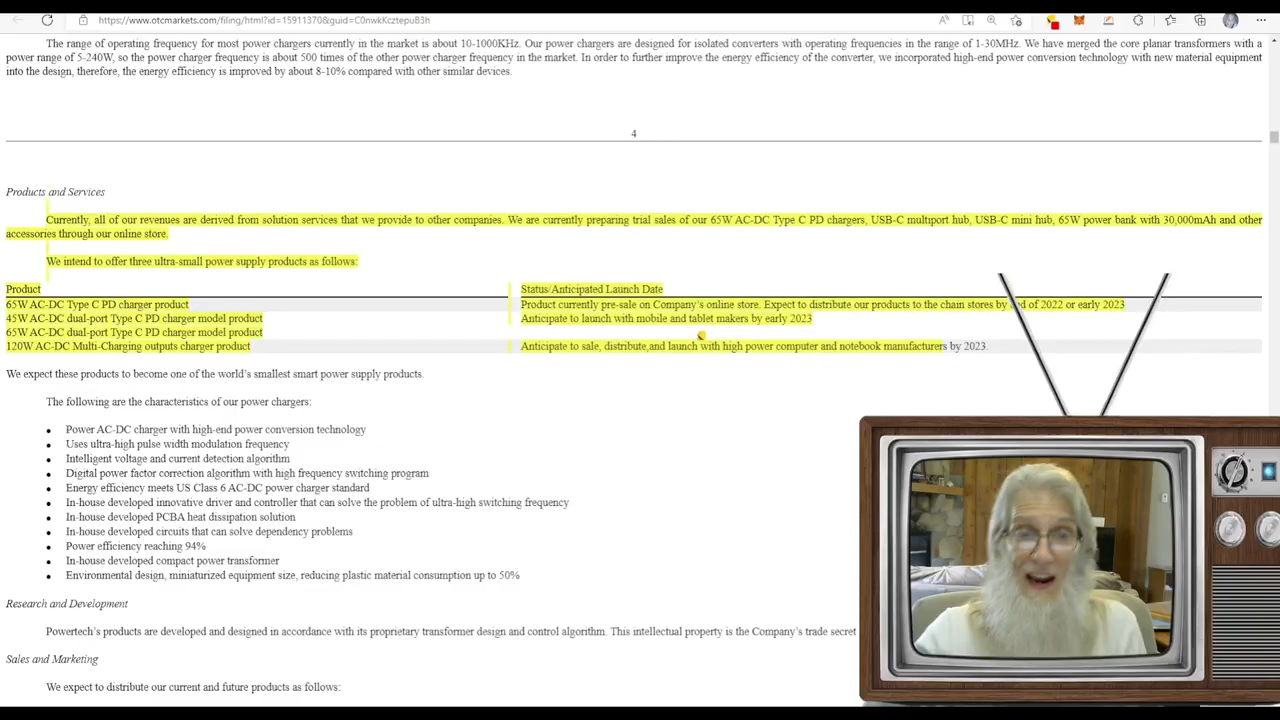 https://www.otcmarkets.com/filing/html?id=15911370&guid=C0nwkKcztepuB3h
The range of operating frequency for most power chargers currently in the market is about 10-1000KHz. Our power chargers are designed for isolated converters with operating frequencies in the range of 1-30MHz. We have merged the core planar transformers with a
power range of 5-240W, so the power charger frequency is about 500 times of the other power charger frequency in the market. In order to further improve the energy efficiency of the converter, we incorporated high-end power conversion technology with new material equipment
into the design, therefore, the energy efficiency is improved by about 8-10% compared with other similar devices.
4
Products and Services
Currently, all of our revenues are derived from solution services that we provide to other companies. We are currently preparing trial sales of our 65W AC-DC Type C PD chargers, USB-C multiport hub, USB-C mini hub, 65W power bank with 30,000mAh and other
accessories through our online store.
We intend to offer three ultra-small power supply products as follows:
Product Status/Anticipated Launch Date
65W AC-DC Type C PD charger product Product currently pre-sale on Company's online store. Expect to distribute our products to the chain stores by end of 2022 or early 2023
45W AC-DC dual-port Type C PD charger model product Anticipate to launch with mobile and tablet makers by early 2023
65W AC-DC dual-port Type C PD charger model product
120W AC-DC Multi-Charging outputs charger product Anticipate to sale, distribute,and launch with high power computer and notebook manufacturers by 2023.
We expect these products to become one of the world's smallest smart power supply products.
The following are the characteristics of our power chargers:
Power AC-DC charger with high-end power conversion technology
Uses ultra-high pulse width modulation frequency
Intelligent voltage and current detection algorithm
Digital power factor correction algorithm with high frequency switching program
Energy efficiency meets US Class 6 AC-DC power charger standard
In-house developed innovative driver and controller that can solve the problem of ultra-high switching frequency
In-house developed PCBA heat dissipation solution
In-house developed circuits that can solve dependency problems
Power efficiency reaching 94%
In-house developed compact power transformer
Environmental design, miniaturized equipment size, reducing plastic material consumption up to 50%
Research and Development
Powertech's products are developed and designed in accordance with its proprietary transformer design and control algorithm. This intellectual property is the Company's trade secret
Sales and Marketing
We expect to distribute our current and future products as follows: